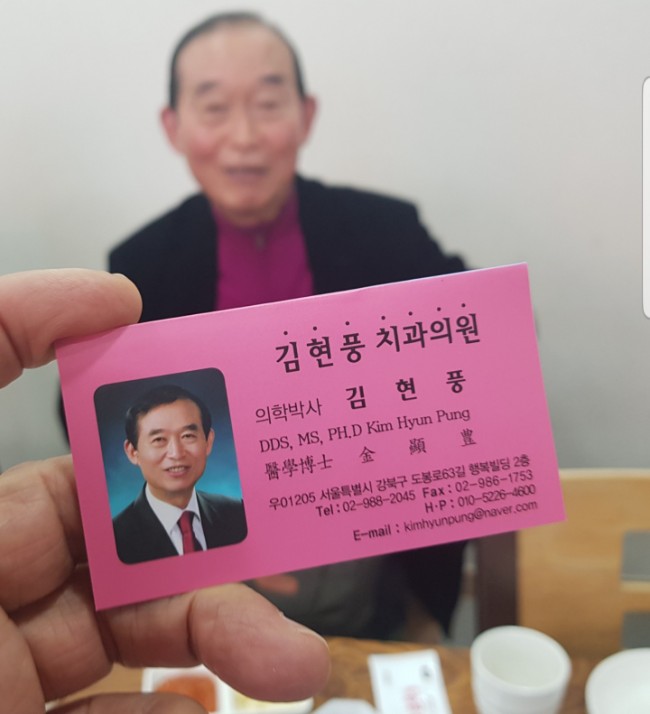 김현풍 치과의원
의학박사 김 현 풍
DDS, MS, PH.D Kim Hyun Pung
醫學博士 金 顯 豊
우01205 서울특별시 강북구 도봉로63길 행복빌딩 2층
Tel : 02-988-2045 Fax : 02-986-1753
H·P : 010-5226-4600
E-mail : kimhyunpung@naver.com